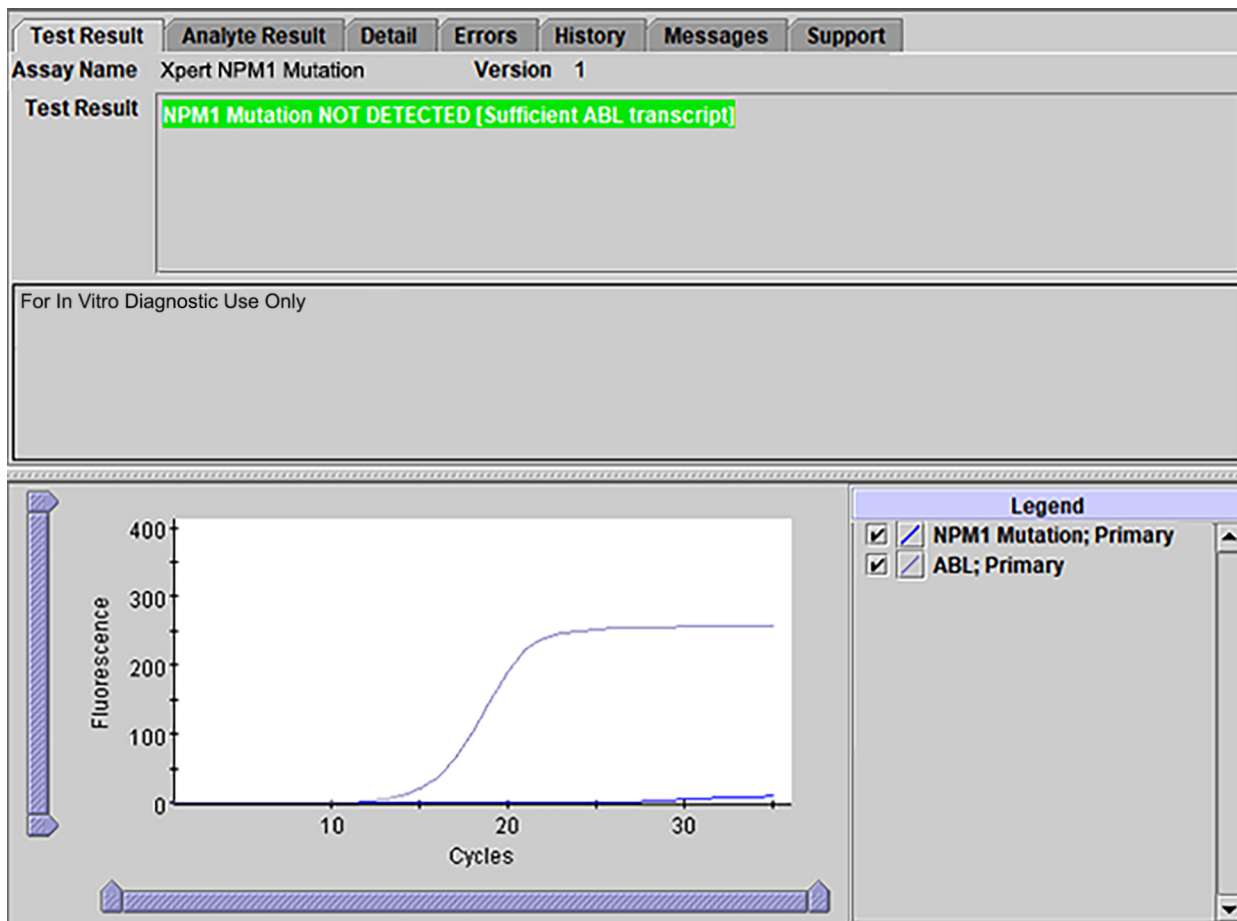 Test Result Analyte Result Detail Errors History Messages Support
Assay Name Xpert NPM1 Mutation Version 1
Test Result NPM1 Mutation NOT DETECTED [Sufficient ABL transcript]
For In Vitro Diagnostic Use Only
Legend
NPM1 Mutation; Primary
ABL; Primary
Fluorescence
400
300
200
100
0
10 20 30
Cycles